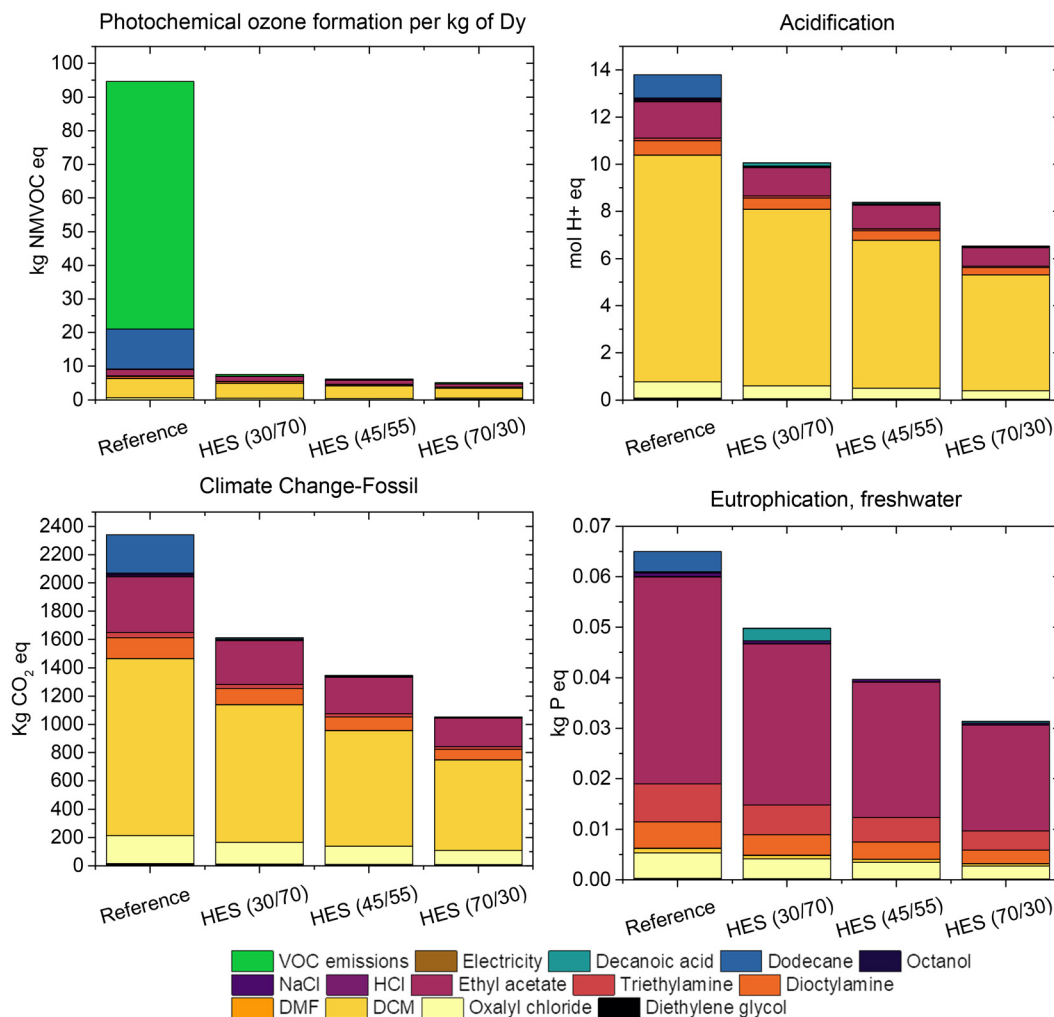 Photochemical ozone formation per kg of Dy
100
90
80
70
60
50
40
30
20
10
0
kg NMVOC eq
Reference
HES (30/70)
HES (45/55)
HES (70/30)
Acidification
14
12
10
8
6
4
2
0
mol H+ eq
Reference
HES (30/70)
HES (45/55)
HES (70/30)
Climate Change-Fossil
2400
2200
2000
1800
1600
1400
1200
1000
800
600
400
200
0
Kg CO₂ eq
Reference
HES (30/70)
HES (45/55)
HES (70/30)
Eutrophication, freshwater
0.07
0.06
0.05
0.04
0.03
0.02
0.01
0.00
kg P eq
Reference
HES (30/70)
HES (45/55)
HES (70/30)
VOC emissions Electricity Decanoic acid Dodecane Octanol
NaCl HCl Ethyl acetate Triethylamine Dioctylamine
DMF DCM Oxalyl chloride Diethylene glycol